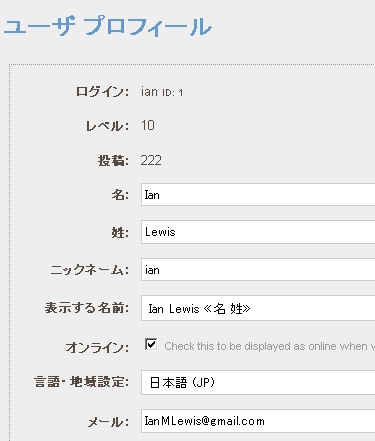 ユーザ プロフィール
ログイン: ian ID: 1
レベル: 10
投稿: 222
名: Ian
姓: Lewis
ニックネーム: ian
表示する名前: Ian Lewis ≪名 姓≫
オンライン: Check this to be displayed as online when
言語・地域設定: 日本語 (JP)
メール: IanMLewis@gmail.com